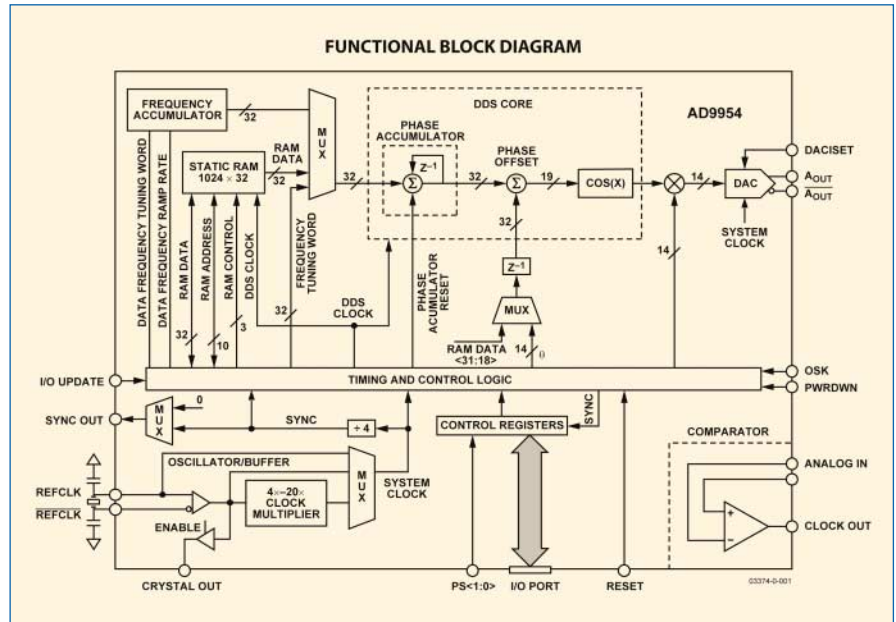 FUNCTIONAL BLOCK DIAGRAM
DDS CORE
AD9954
FREQUENCY
ACCUMULATOR
32
MUX
PHASE
ACCUMULATOR
Z–1
Σ
STATIC RAM
1024 × 32
RAM
DATA
32
32
32
PHASE
OFFSET
Σ
19
COS(X)
14
DAC
DACISET
AOUT
AOUT
SYSTEM
CLOCK
DATA FREQUENCY TUNING WORD
DATA FREQUENCY RAMP RATE
RAM DATA
32
RAM ADDRESS
10
RAM CONTROL
3
DDS CLOCK
FREQUENCY
TUNING WORD
32
DDS
CLOCK
PHASE
ACUMULATOR
RESET
32
Z–1
MUX
RAM DATA
<31:18>
14
θ
14
I/O UPDATE
TIMING AND CONTROL LOGIC
OSK
PWRDWN
SYNC OUT
MUX
0
SYNC
÷ 4
CONTROL REGISTERS
SYNC
COMPARATOR
OSCILLATOR/BUFFER
REFCLK
REFCLK
4×–20×
CLOCK
MULTIPLIER
MUX
SYSTEM
CLOCK
ENABLE
ANALOG IN
+
–
CLOCK OUT
CRYSTAL OUT
PS<1:0>
I/O PORT
RESET
03374-0-001